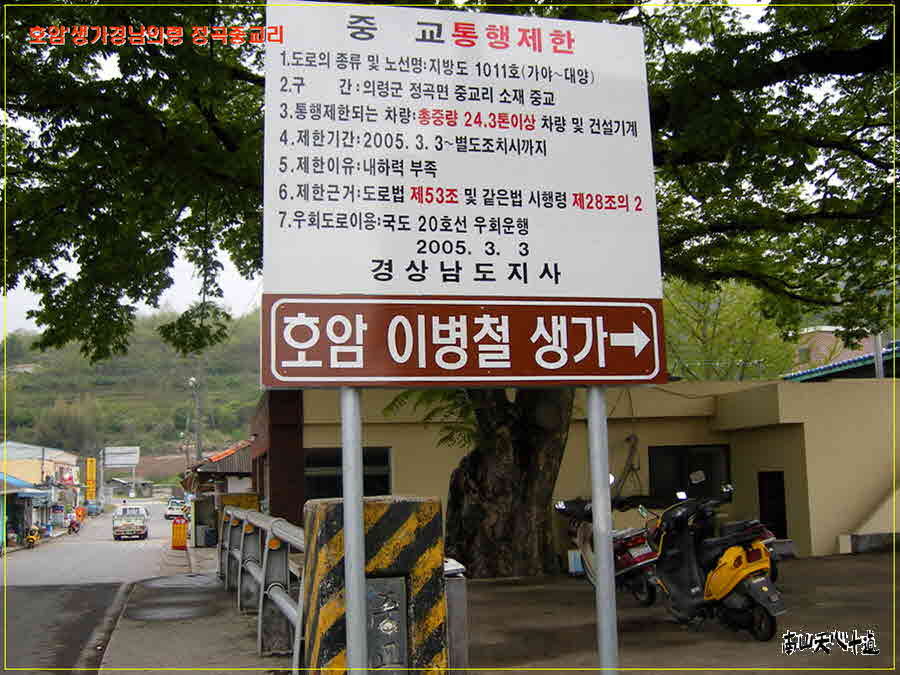 호암생가경남의령 정곡중교리
중 교통행제한
1.도로의 종류 및 노선명:지방도 1011호(가야~대양)
2.구 간:의령군 정곡면 중교리 소재 중교
3.통행제한되는 차량:총중량 24.3톤이상 차량 및 건설기계
4.제한기간:2005. 3. 3~별도조치시까지
5.제한이유:내하력 부족
6.제한근거:도로법 제53조 및 같은법 시행령 제28조의 2
7.우회도로이용:국도 20호선 우회운행
2005. 3. 3
경상남도지사
호암 이병철 생가→